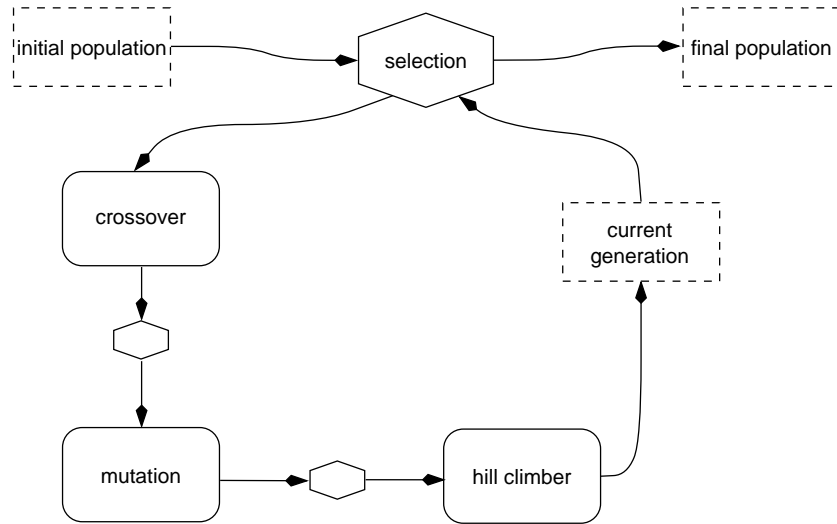 initial population
selection
final population
crossover
current
generation
mutation
hill climber